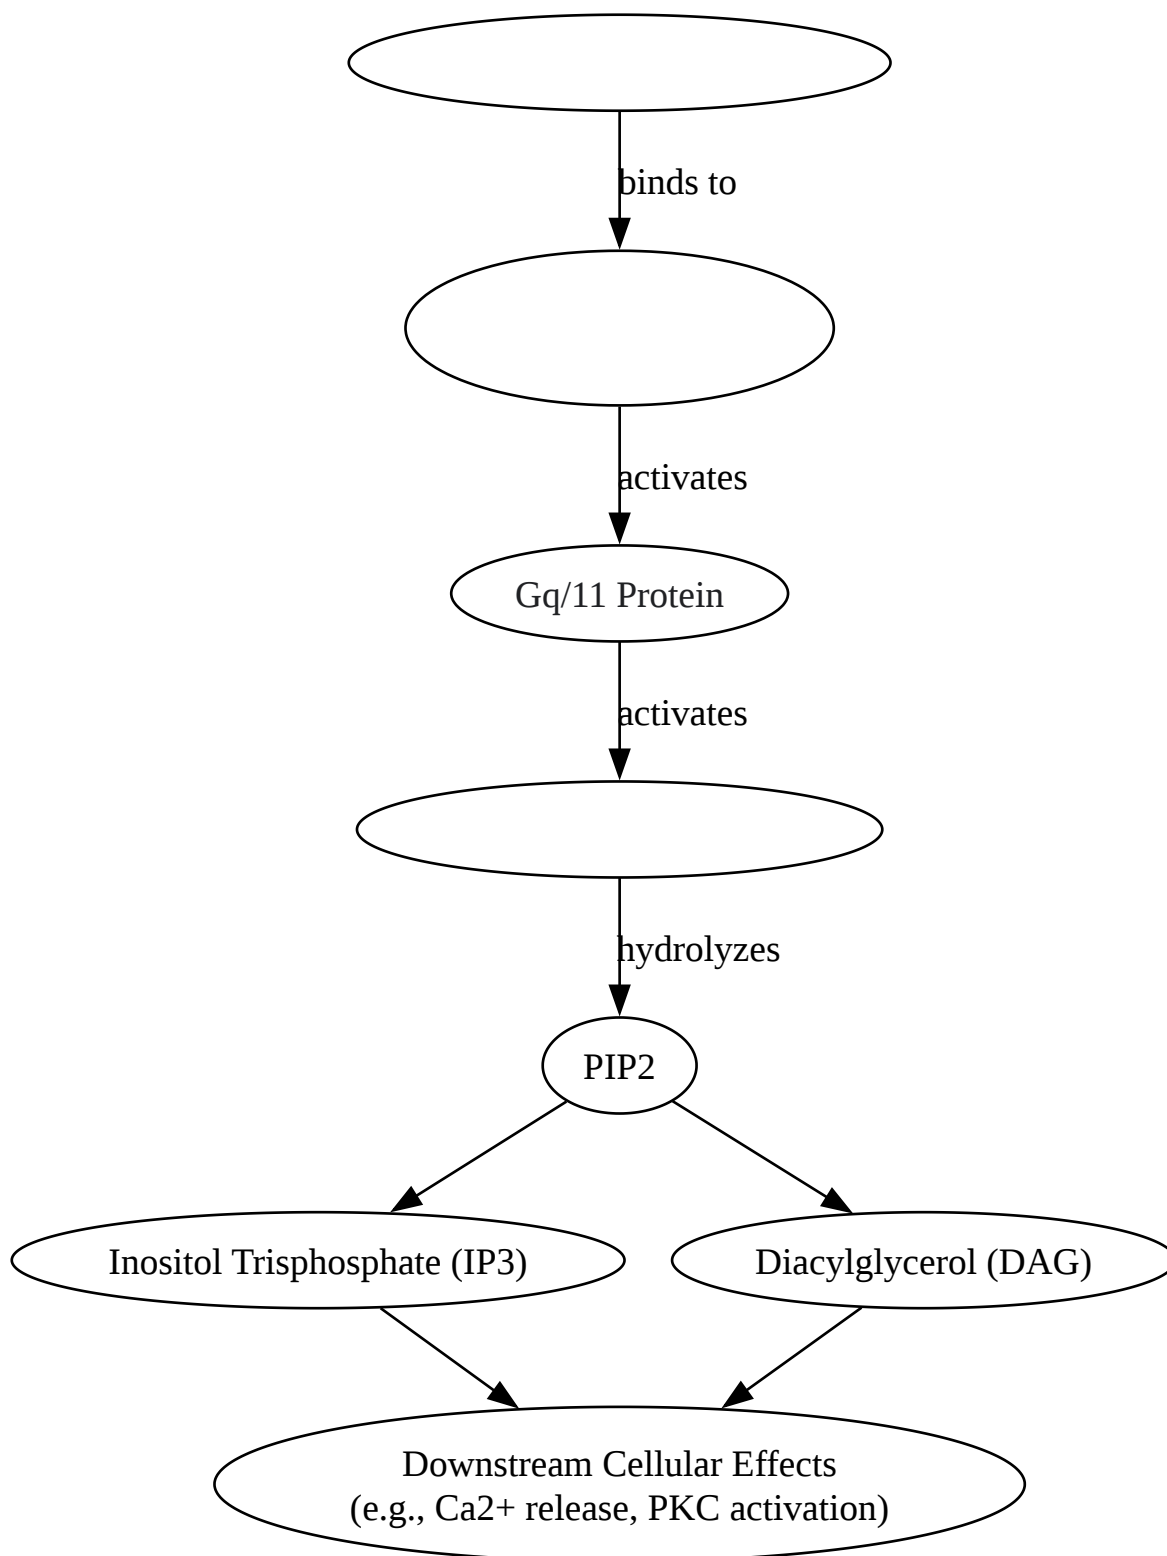 binds to
activates
Gq/11 Protein
activates
hydrolyzes
PIP2
Inositol Trisphosphate (IP3)
Diacylglycerol (DAG)
Downstream Cellular Effects
(e.g., Ca2+ release, PKC activation)